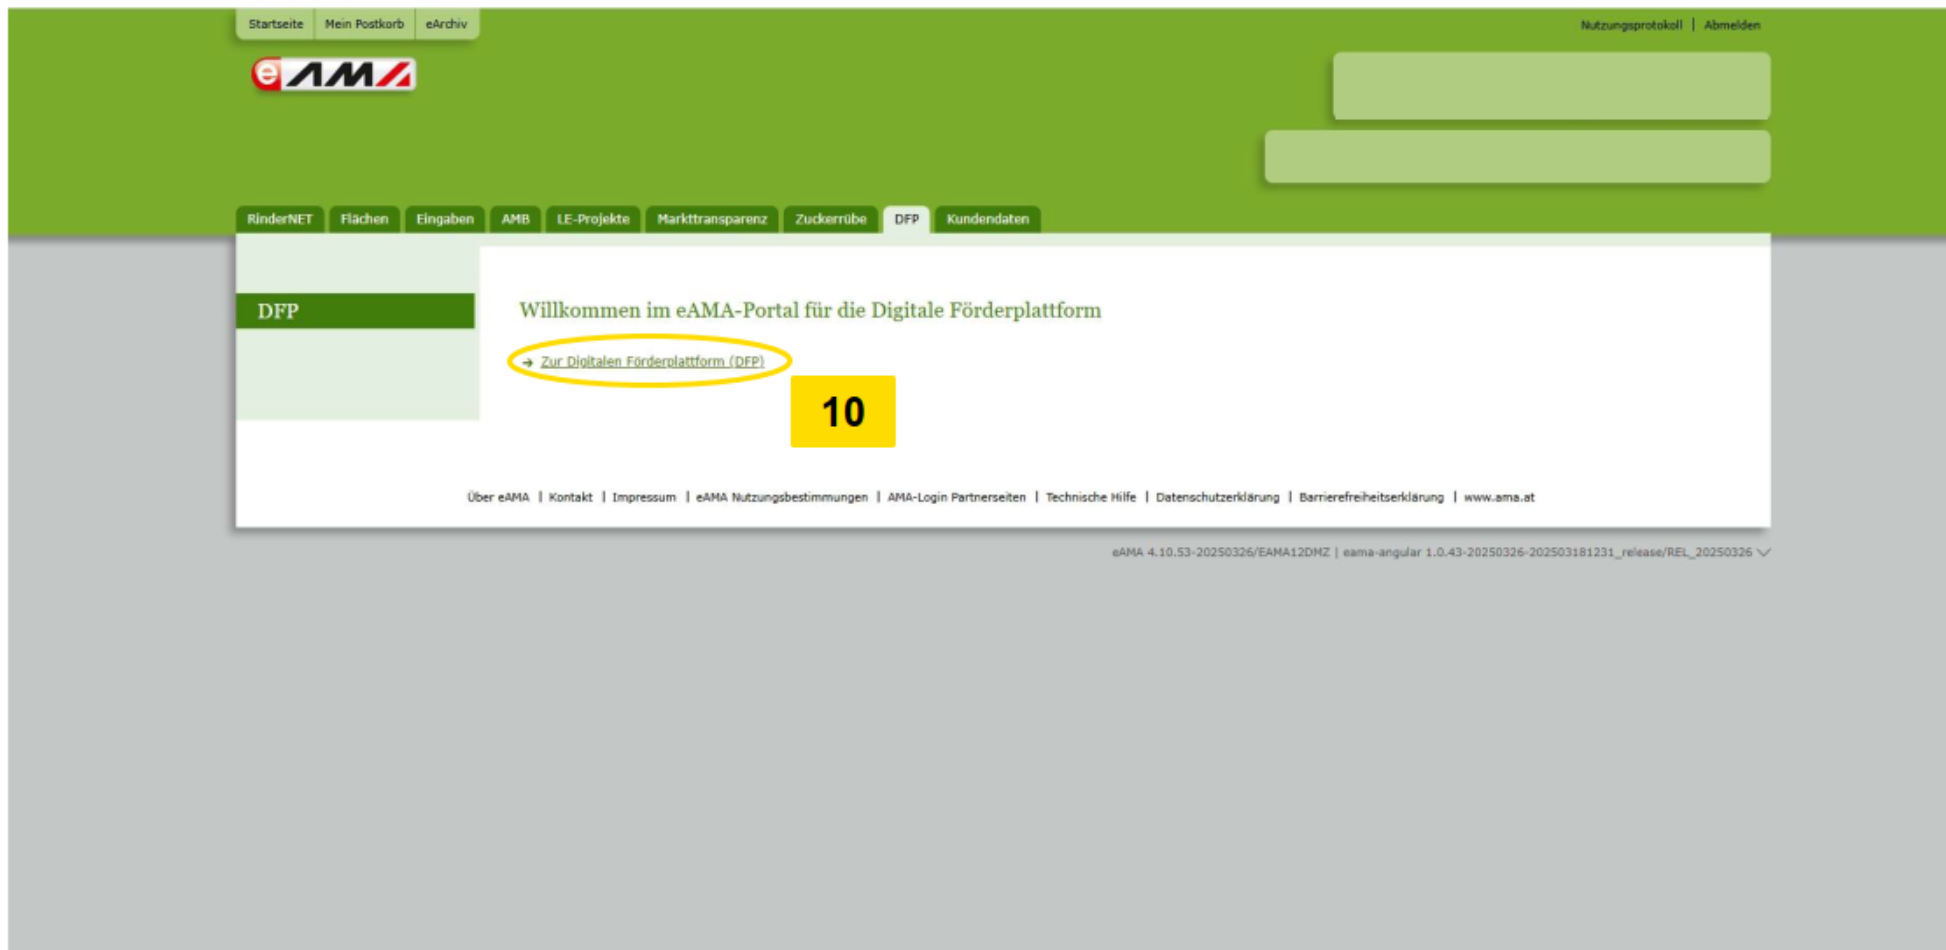 Startseite Mein Postkorb eArchiv
Nutzungsprotokoll | Abmelden
eAMA
RinderNET Flächen Eingaben AMB LE-Projekte Markttransparenz Zuckerrübe DFP Kundendaten
DFP
Willkommen im eAMA-Portal für die Digitale Förderplattform
→ Zur Digitalen Förderplattform (DFP)
10
Über eAMA | Kontakt | Impressum | eAMA Nutzungsbestimmungen | AMA-Login Partnerseiten | Technische Hilfe | Datenschutzerklärung | Barrierefreiheitserklärung | www.ama.at
eAMA 4.10.53-20250326/EAMA12DMZ | eama-angular 1.0.43-20250326-202503181231_release/REL_20250326